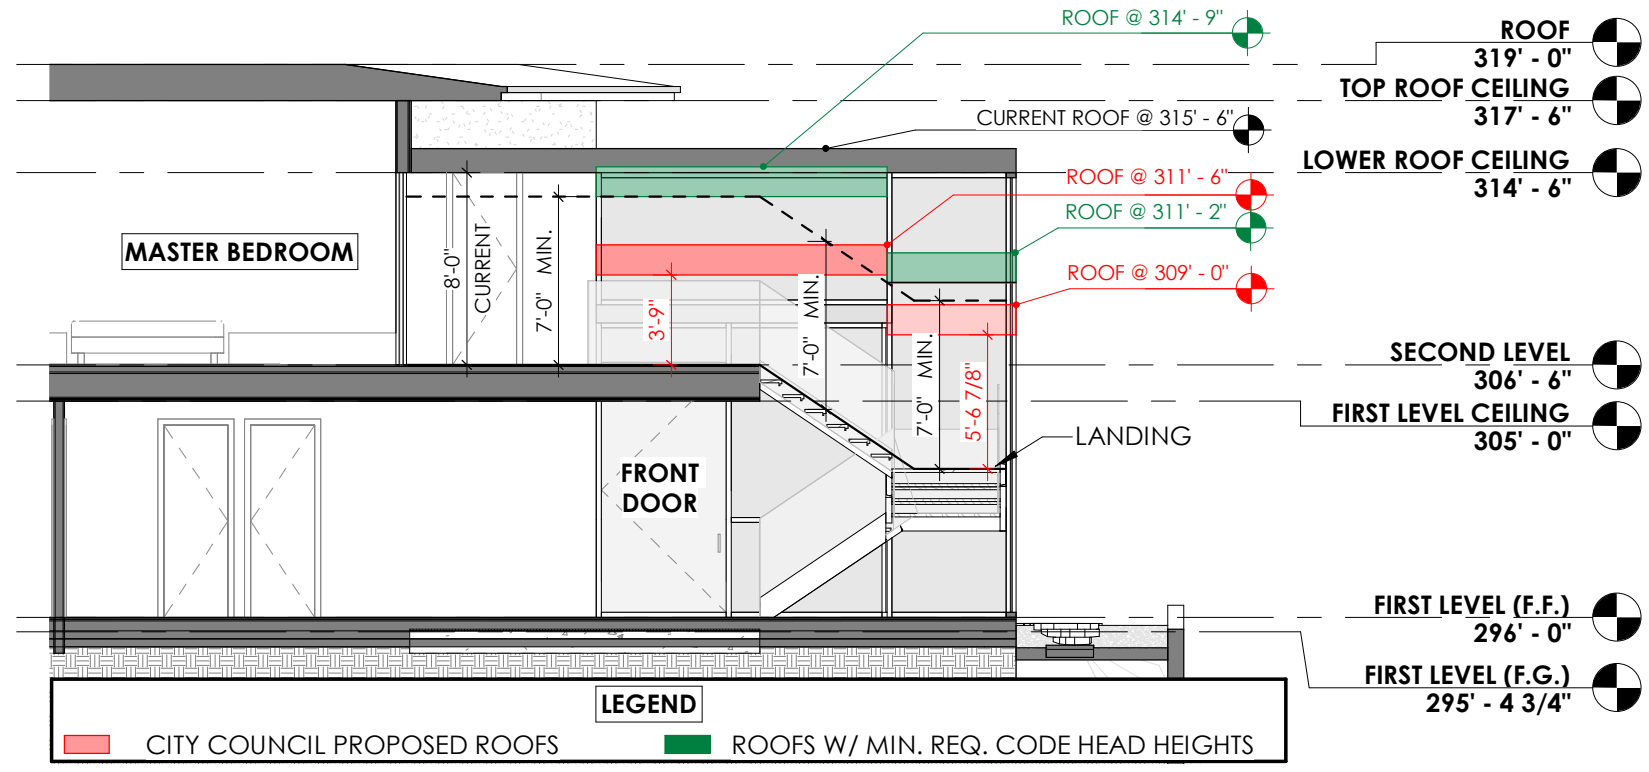 ROOF @ 314' - 9"
ROOF
319' - 0"
TOP ROOF CEILING
317' - 6"
CURRENT ROOF @ 315' - 6"
LOWER ROOF CEILING
314' - 6"
ROOF @ 311' - 6"
ROOF @ 311' - 2"
ROOF @ 309' - 0"
MASTER BEDROOM
8'-0"
CURRENT
7'-0" MIN.
3'-9"
7'-0" MIN.
7'-0" MIN.
5'-6 7/8"
SECOND LEVEL
306' - 6"
FIRST LEVEL CEILING
305' - 0"
LANDING
FRONT
DOOR
FIRST LEVEL (F.F.)
296' - 0"
FIRST LEVEL (F.G.)
295' - 4 3/4"
LEGEND
CITY COUNCIL PROPOSED ROOFS
ROOFS W/ MIN. REQ. CODE HEAD HEIGHTS